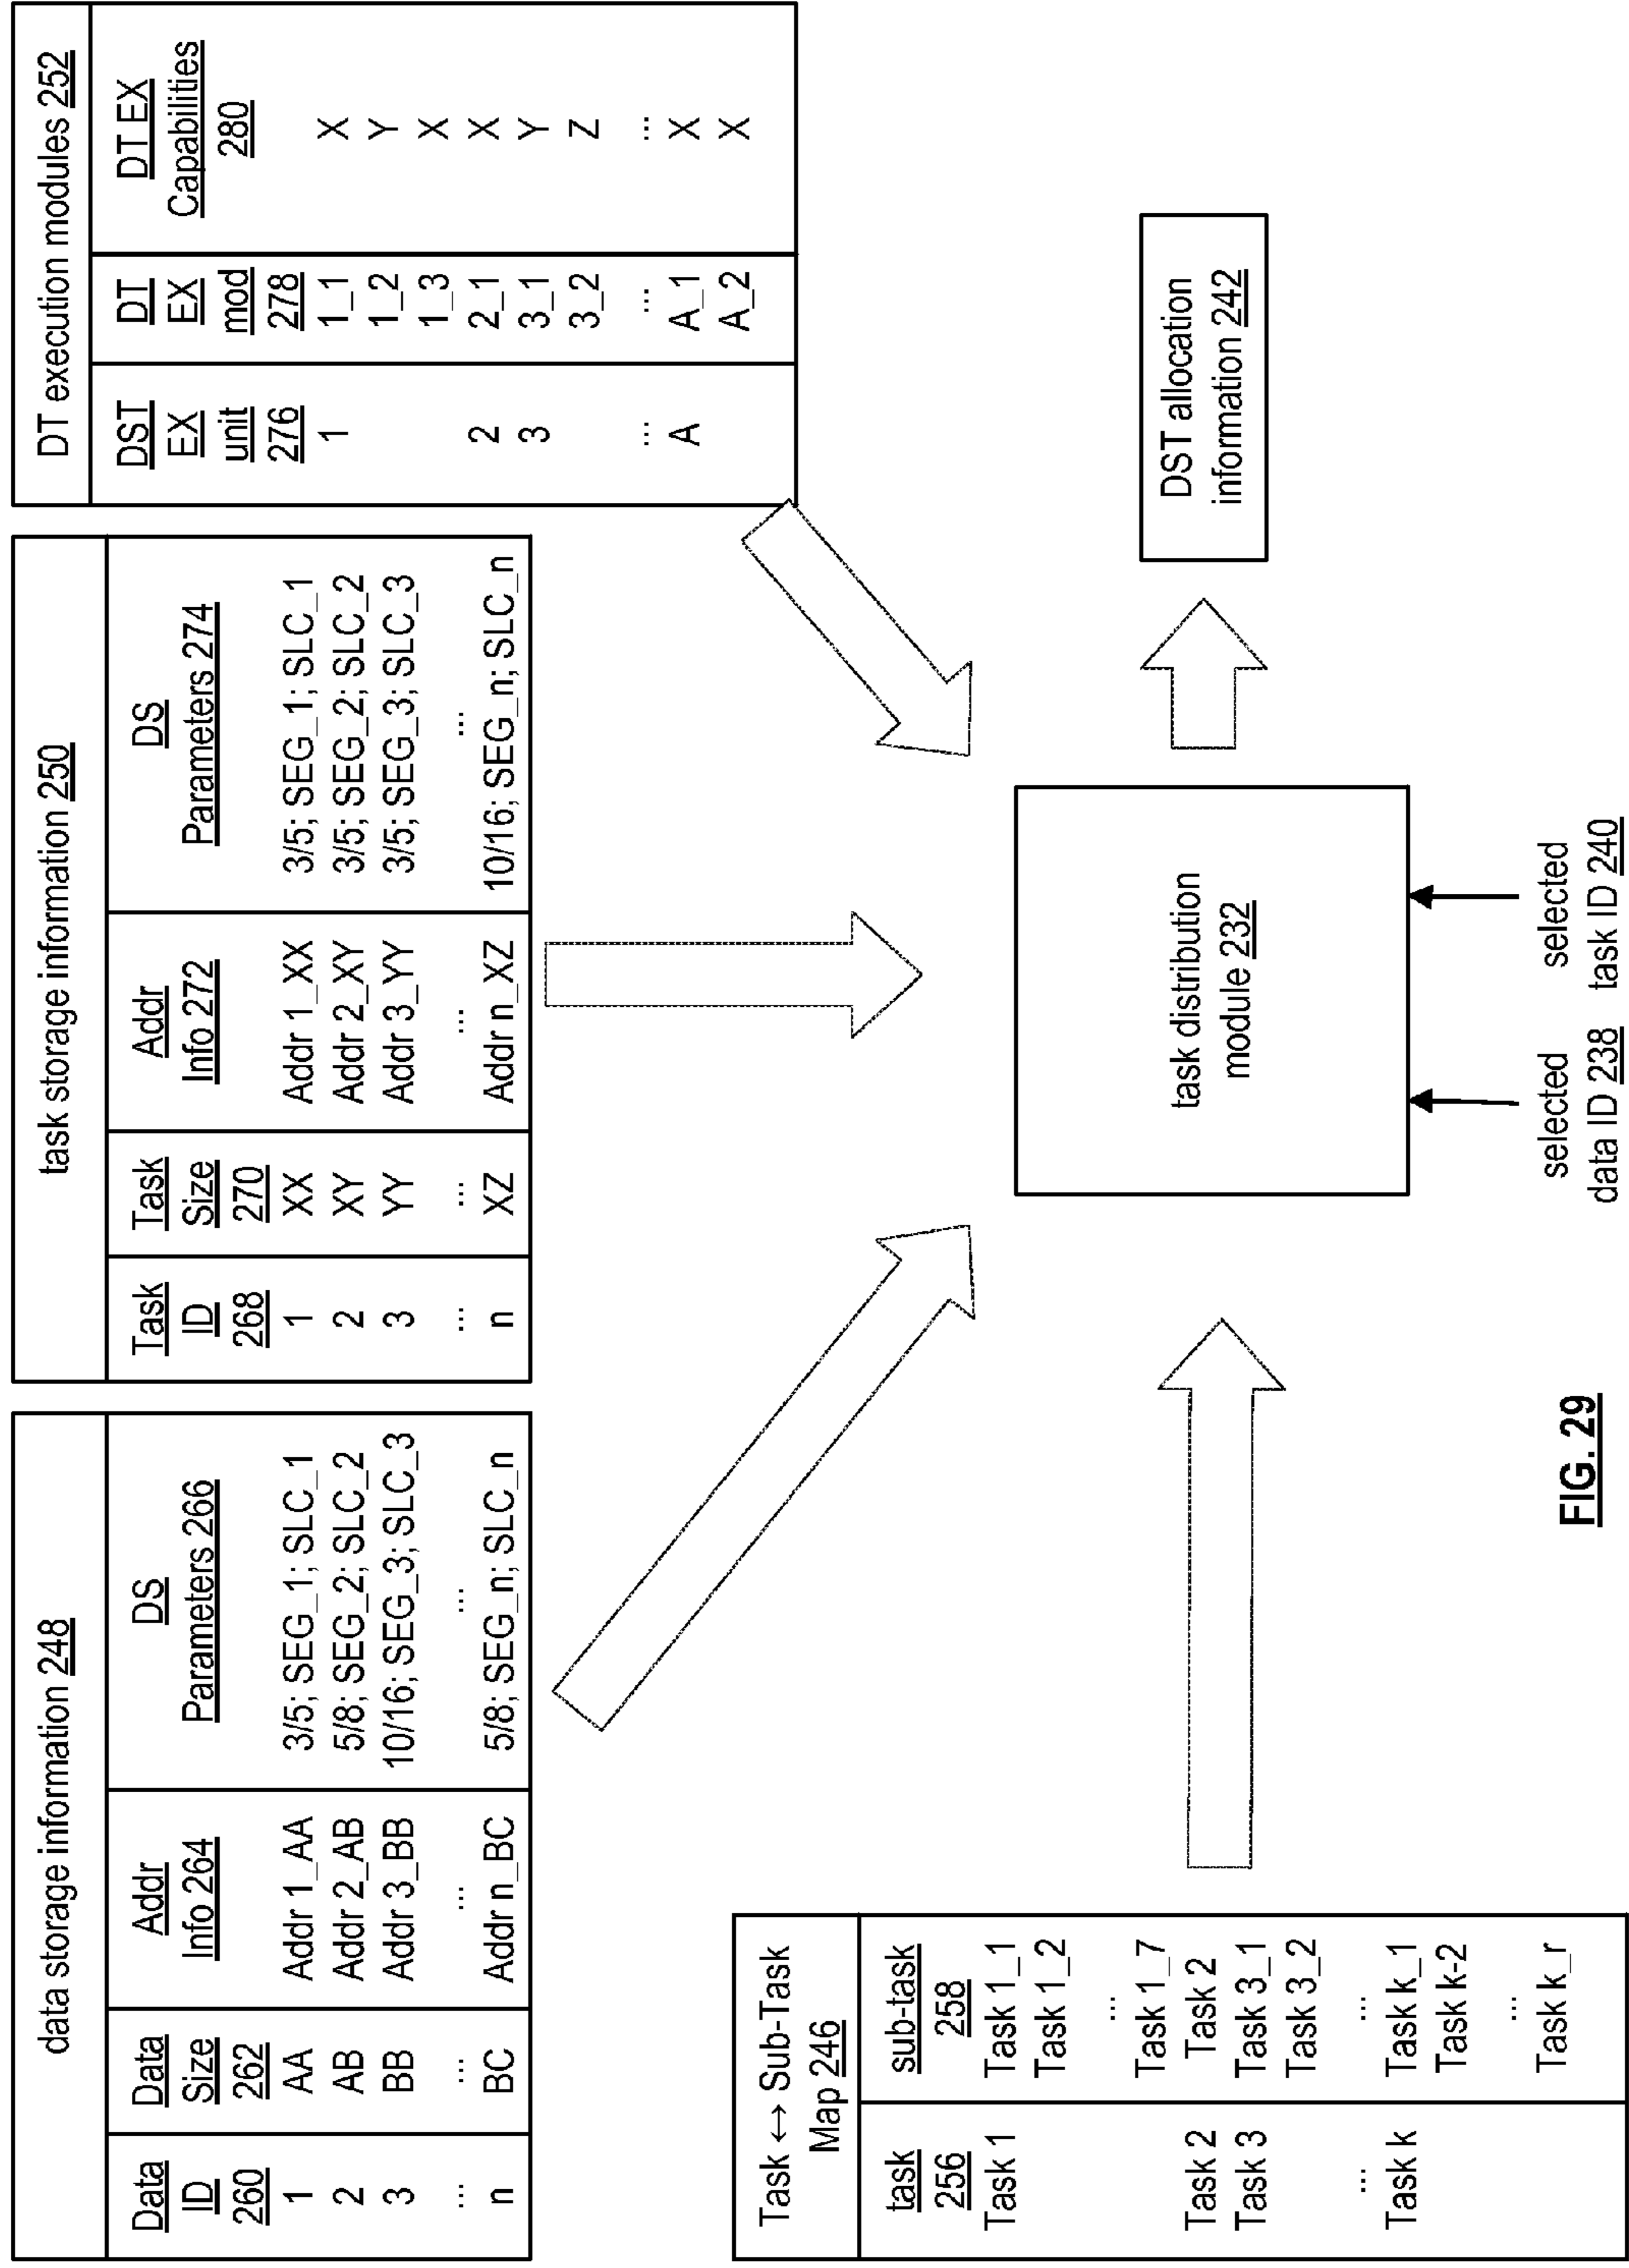 data storage information 248
Data ID 260 | Data Size 262 | Addr Info 264 | DS Parameters 266
1 | AA | Addr 1_AA | 3/5; SEG_1; SLC_1
2 | AB | Addr 2_AB | 5/8; SEG_2; SLC_2
3 | BB | Addr 3_BB | 10/16; SEG_3; SLC_3
... | ... | ... | ...
n | BC | Addr n_BC | 5/8; SEG_n; SLC_n
task storage information 250
Task ID 268 | Task Size 270 | Addr Info 272 | DS Parameters 274
1 | XX | Addr 1_XX | 3/5; SEG_1; SLC_1
2 | XY | Addr 2_XY | 3/5; SEG_2; SLC_2
3 | YY | Addr 3_YY | 3/5; SEG_3; SLC_3
... | ... | ... | ...
n | XZ | Addr n_XZ | 10/16; SEG_n; SLC_n
DT execution modules 252
DST EX unit 276 | DT EX mod 278 | DT EX Capabilities 280
1 | 1_1 | X
1_2 | Y
1_3 | X
2 | 2_1 | X
3 | 3_1 | Y
3_2 | Z
... | ... | ...
A | A_1 | X
A_2 | X
Task ↔ Sub-Task
Map 246
task 256 | sub-task 258
Task 1 | Task 1_1
Task 1_2
...
Task 1_7
Task 2 | Task 2
Task 3 | Task 3_1
Task 3_2
... | ...
Task k | Task k_1
Task k-2
...
Task k_r
task distribution
module 232
DST allocation
information 242
selected
data ID 238
selected
task ID 240
FIG. 29